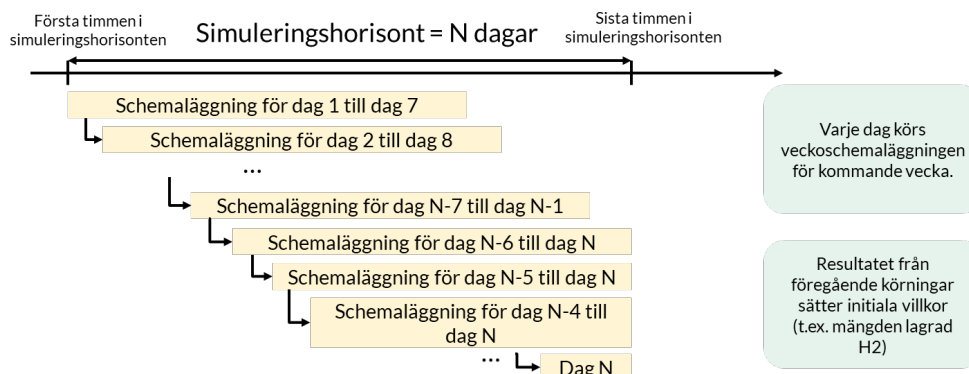 Första timmen i
simuleringshorisonten
Simuleringshorisont = N dagar
Sista timmen i
simuleringshorisonten
Schemaläggning för dag 1 till dag 7
Schemaläggning för dag 2 till dag 8
...
Schemaläggning för dag N-7 till dag N-1
Schemaläggning för dag N-6 till dag N
Schemaläggning för dag N-5 till dag N
Schemaläggning för dag N-4 till
dag N
...
Dag N
Varje dag körs
veckoschemaläggningen
för kommande vecka.
Resultatet från
föregående körningar
sätter initiala villkor
(t.ex. mängden lagrad
H2)